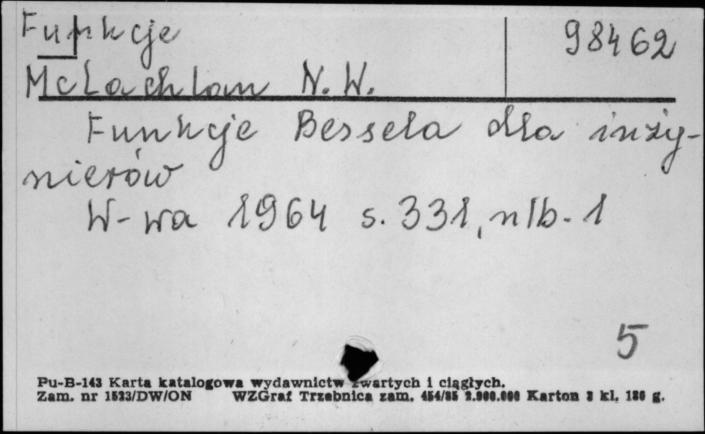 Funkcje 98462
McLachlan N.W.
Funkcje Bessela dla inży-
nierów
W-wa 1964 s. 331, nlb. 1
5
Pu-B-143 Karta katalogowa wydawnictw zwartych i ciągłych.
Zam. nr 1523/DW/ON WZGraf Trzebnica zam. 454/85 2.000.000 Karton 3 kl. 180 g.